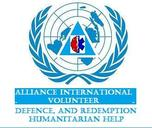 ALLIANCE INTERNATIONAL
VOLUNTEER
DEFENCE, AND REDEMPTION
HUMANITARIAN HELP